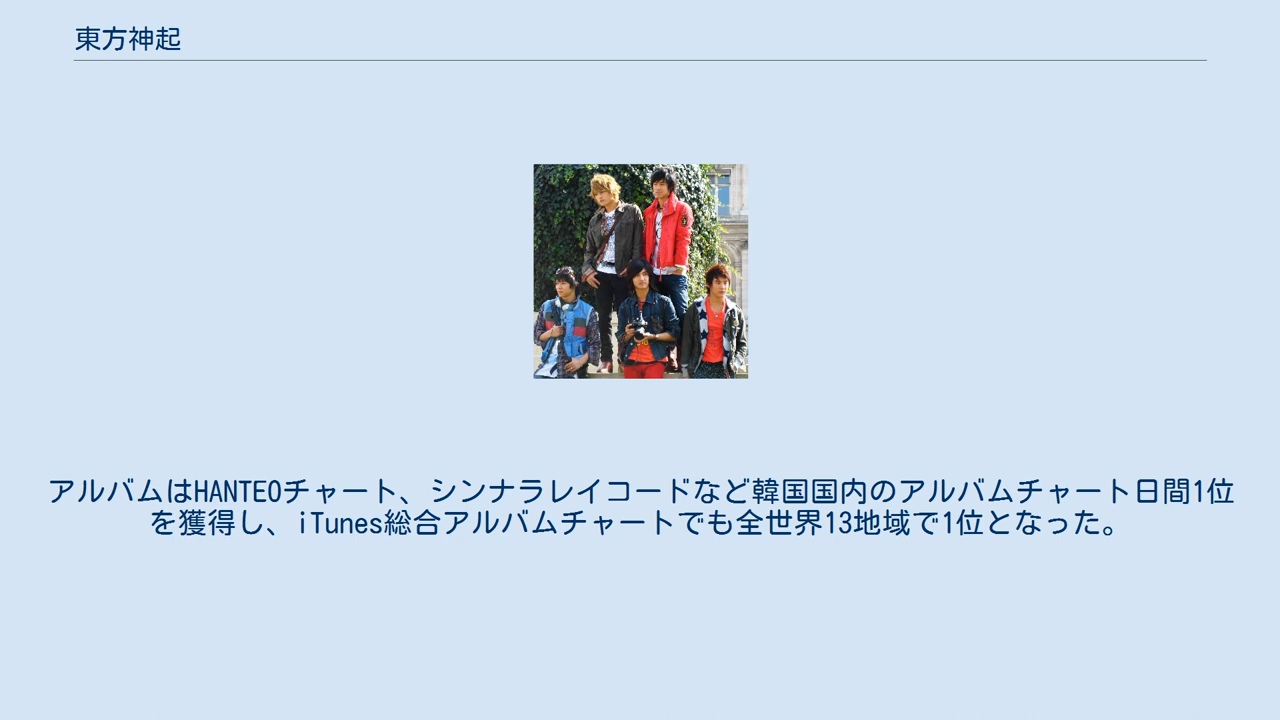 東方神起
アルバムはHANTEOチャート、シンナラレイコードなど韓国国内のアルバムチャート日間1位
を獲得し、iTunes総合アルバムチャートでも全世界13地域で1位となった。